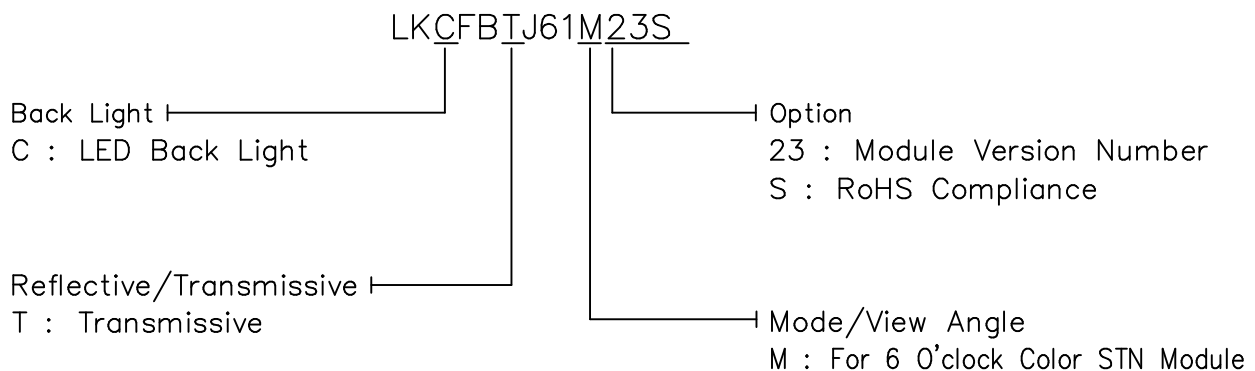 LKCFBTJ61M23S
Back Light
C : LED Back Light
Option
23 : Module Version Number
S : RoHS Compliance
Reflective/Transmissive
T : Transmissive
Mode/View Angle
M : For 6 O'clock Color STN Module